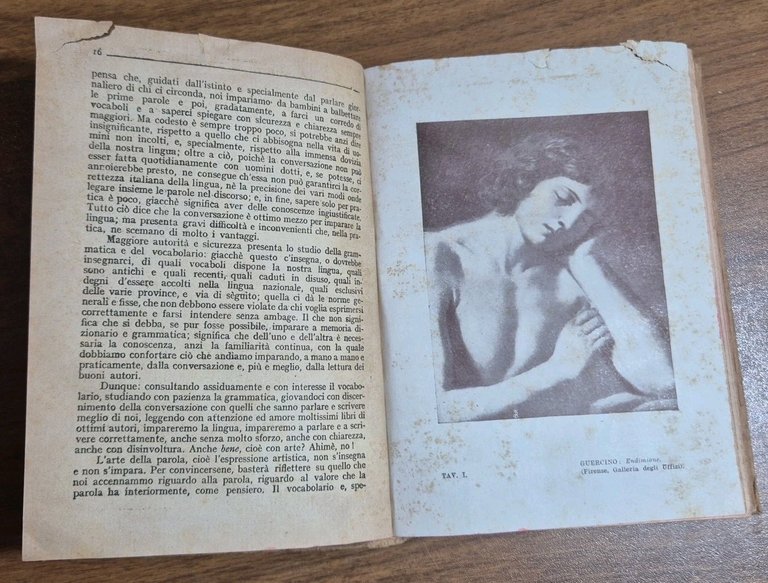 16
pensa che, guidati dall'istinto e specialmente dal parlare gior-
naliero di chi ci circonda, noi impariamo da bambini a balbettare
le prime parole e poi, gradatamente, a farci un corredo di
vocaboli e a saperci spiegare con sicurezza e chiarezza sempre
maggiori. Ma codesto è sempre troppo poco, si potrebbe anzi dire
insignificante, rispetto a quello che ci abbisogna nella vita di uo-
mini non incolti, e, specialmente, rispetto alla immensa dovizia
della nostra lingua; oltre a ciò, poichè la conversazione non può
esser fatta quotidianamente con uomini dotti, e, se potesse, ci
annoierebbe presto, ne consegue ch'essa non può garantirci la cor-
rettezza italiana della lingua, nè la precisione dei vari modi onde
legare insieme le parole nel discorso; e, in fine, sapere solo per pra-
tica è poco, giacchè significa aver delle conoscenze ingiustificate.
Tutto ciò dice che la conversazione è ottimo mezzo per imparare la
lingua; ma presenta gravi difficoltà e inconvenienti che, nella pra-
tica, ne scemano di molto i vantaggi.
Maggiore autorità e sicurezza presenta lo studio della gram-
matica e del vocabolario: giacchè questo c'insegna, o dovrebbe
insegnarci, di quali vocaboli dispone la nostra lingua, quali
sono antichi e quali recenti, quali caduti in disuso, quali in-
degni d'essere accolti nella lingua nazionale, quali esclusivi
delle varie province, e via di sèguito; quella ci dà le norme ge-
nerali e fisse, che non debbono essere violate da chi voglia esprimersi
correttamente e farsi intendere senza ambage. Il che non signi-
fica che si debba, se pur fosse possibile, imparare a memoria di-
zionario e grammatica; significa che dell'uno e dell'altra è neces-
saria la conoscenza, anzi la familiarità continua, con la quale
dobbiamo confortare ciò che andiamo imparando, a mano a mano e
praticamente, dalla conversazione e, più e meglio, dalla lettura dei
buoni autori.
Dunque: consultando assiduamente e con interesse il vocabo-
lario, studiando con pazienza la grammatica, giovandoci con discer-
nimento della conversazione con quelli che sanno parlare e scrivere
meglio di noi, leggendo con attenzione ed amore moltissimi libri di
ottimi autori, impareremo la lingua, impareremo a parlare e a scri-
vere correttamente, anche senza molto sforzo, anche con chiarezza,
anche con disinvoltura. Anche bene, cioè con arte? Ahimè, no!
L'arte della parola, cioè l'espressione artistica, non s'insegna
e non s'impara. Per convincersene, basterà riflettere su quello che
noi accennammo riguardo alla parola, riguardo al valore che la
parola ha interiormente, come pensiero. Il vocabolario e, spe-
TAV. I.
GUERCINO: Endimione.
(Firenze, Galleria degli Uffizi).